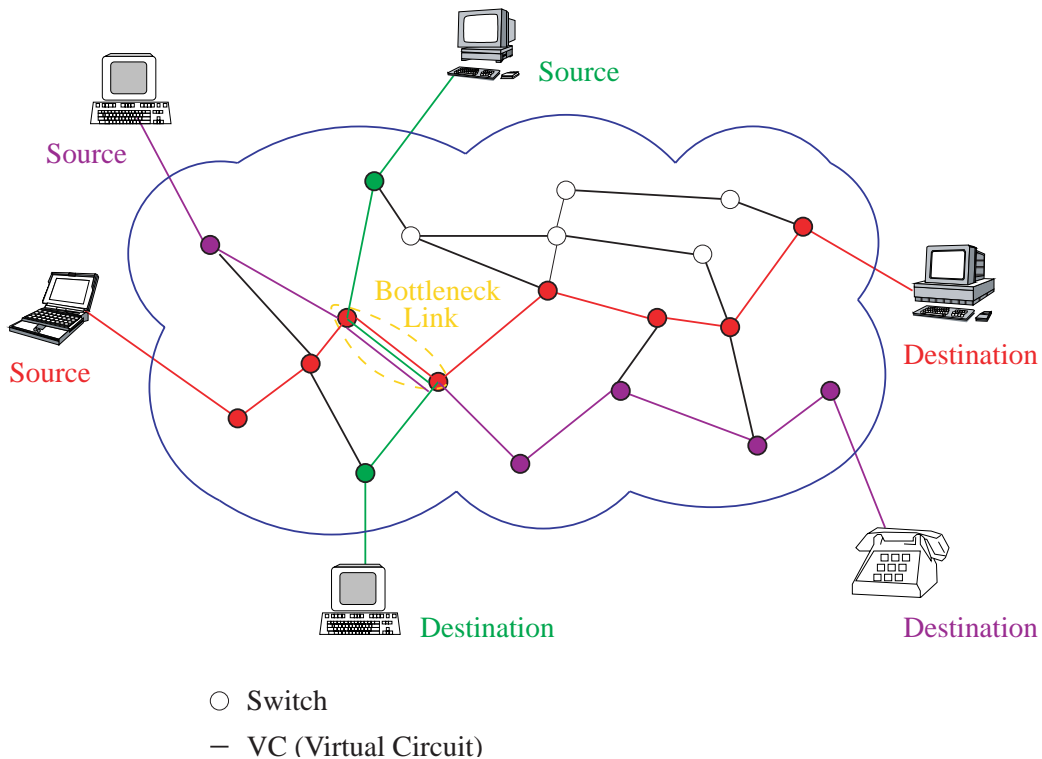 Source
Source
Bottleneck
Link
Source
Destination
Destination
Destination
Switch
VC (Virtual Circuit)